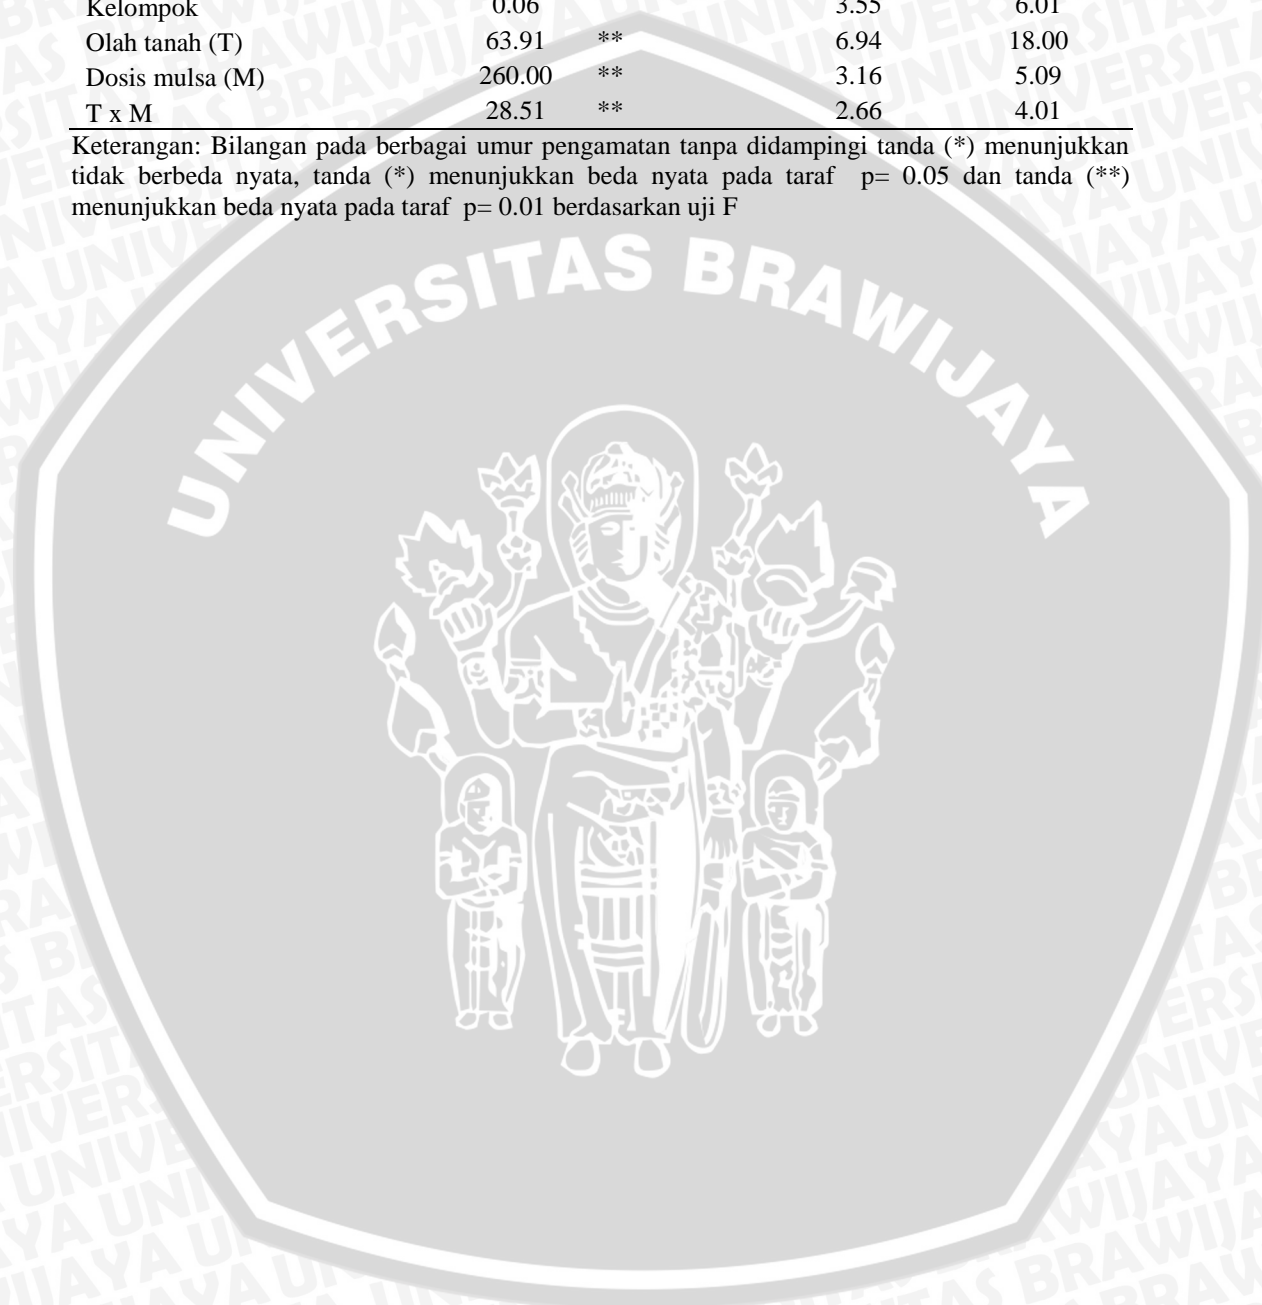 Kelompok 0.06 3.55 6.01
Olah tanah (T) 63.91 ** 6.94 18.00
Dosis mulsa (M) 260.00 ** 3.16 5.09
T x M 28.51 ** 2.66 4.01
Keterangan: Bilangan pada berbagai umur pengamatan tanpa didampingi tanda (*) menunjukkan
tidak berbeda nyata, tanda (*) menunjukkan beda nyata pada taraf p= 0.05 dan tanda (**)
menunjukkan beda nyata pada taraf p= 0.01 berdasarkan uji F
UNIVERSITAS BRAWIJAYA